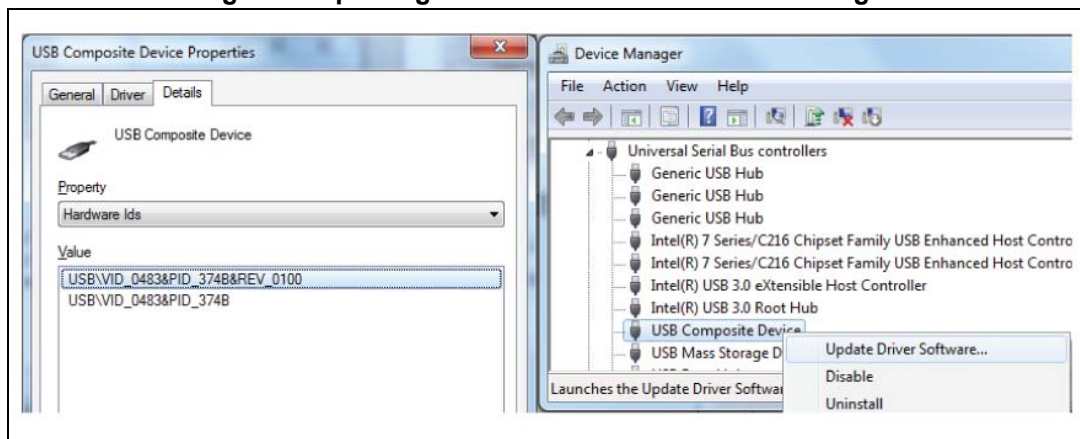 USB Composite Device Properties
General Driver Details
USB Composite Device
Property
Hardware Ids
Value
USB\VID_0483&PID_374B&REV_0100
USB\VID_0483&PID_374B
Device Manager
File Action View Help
Universal Serial Bus controllers
Generic USB Hub
Generic USB Hub
Generic USB Hub
Intel(R) 7 Series/C216 Chipset Family USB Enhanced Host Contro
Intel(R) 7 Series/C216 Chipset Family USB Enhanced Host Contro
Intel(R) USB 3.0 eXtensible Host Controller
Intel(R) USB 3.0 Root Hub
USB Composite Device
USB Mass Storage D
Launches the Update Driver Softwar
Update Driver Software...
Disable
Uninstall